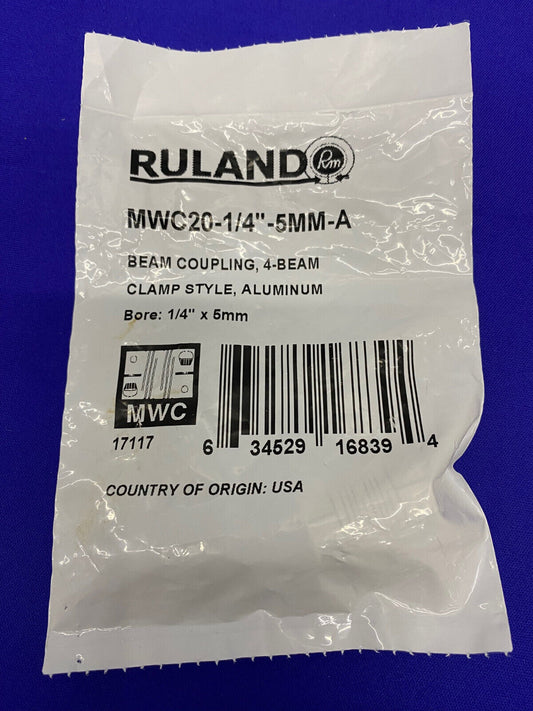 RULAND Rm
MWC20-1/4"-5MM-A
BEAM COUPLING, 4-BEAM
CLAMP STYLE, ALUMINUM
Bore: 1/4" x 5mm
MWC
17117
6 34529 16839 4
COUNTRY OF ORIGIN: USA